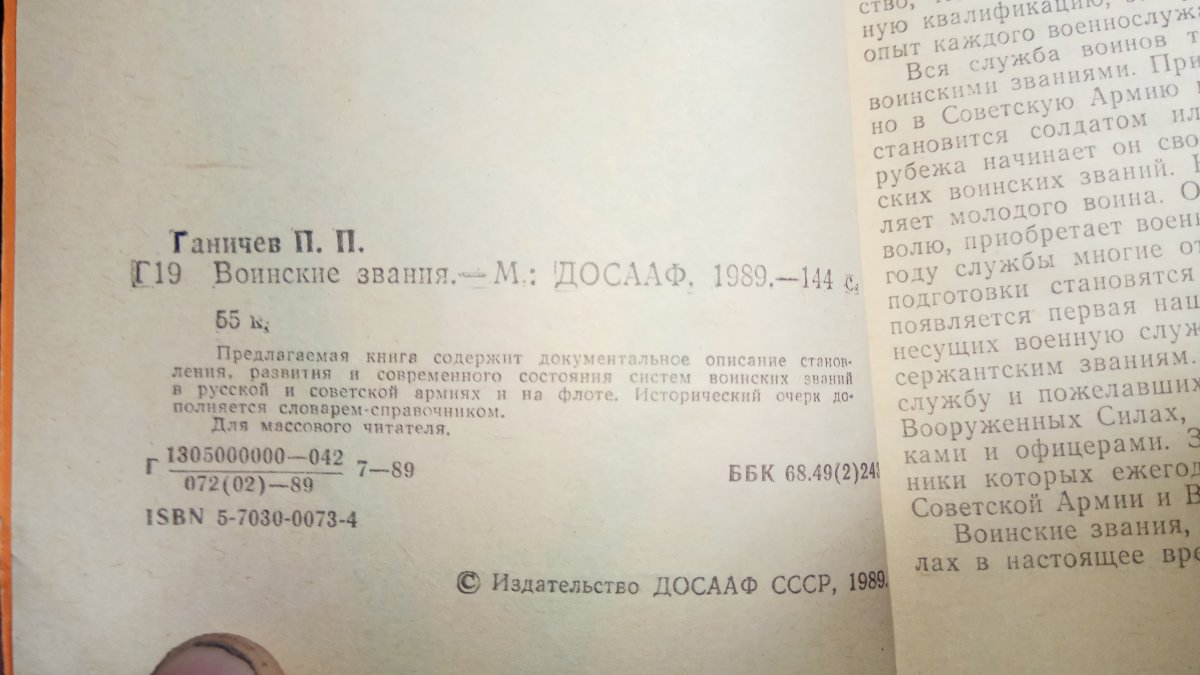 Ганичев П. П.
Г19 Воинские звания.— М.: ДОСААФ, 1989.—144 с.
55 к.
Предлагаемая книга содержит документальное описание станов-
ления, развития и современного состояния систем воинских званий
в русской и советской армиях и на флоте. Исторический очерк до-
полняется словарем-справочником.
Для массового читателя.
Г 1305000000—042
072(02)—89
7—89
ББК 68.49(2)243
ISBN 5-7030-0073-4
© Издательство ДОСААФ СССР, 1989.
ство,
ную квалификацию,
опыт каждого военнослужа
Вся служба воинов т
воинскими званиями. При
но в Советскую Армию
становится солдатом ил
рубежа начинает он сво
ских воинских званий.
ляет молодого воина. О
волю, приобретает военн
году службы многие от
подготовки становятся
появляется первая наш
несущих военную служ
сержантским званиям.
службу и пожелавших
Вооруженных Силах,
ками и офицерами. З
ники которых ежегод
Советской Армии и В
Воинские звания,
лах в настоящее вре